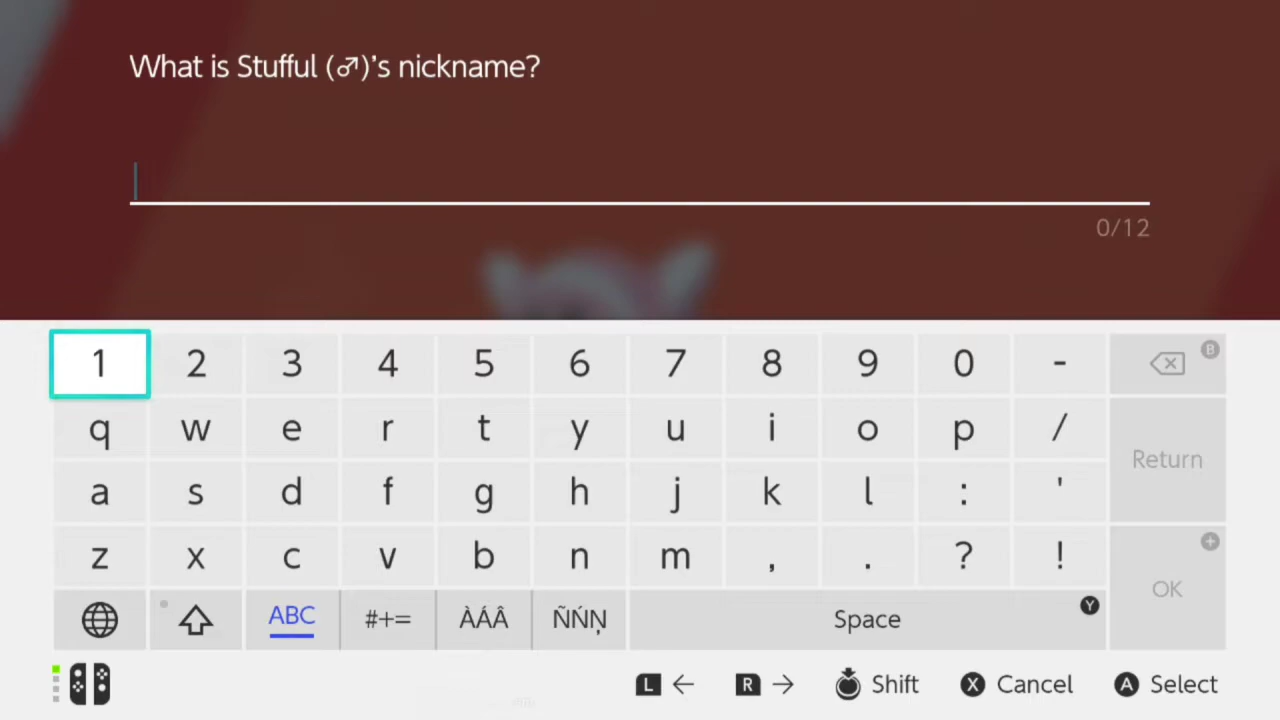 What is Stufful (♂)'s nickname?
0/12
1 2 3 4 5 6 7 8 9 0 - B
q w e r t y u i o p /
Return
a s d f g h j k l : '
z x c v b n m , . ? ! +
OK
ABC #+= ÀÁÂ ÑŃŅ Space Y
L ← R → Shift X Cancel A Select